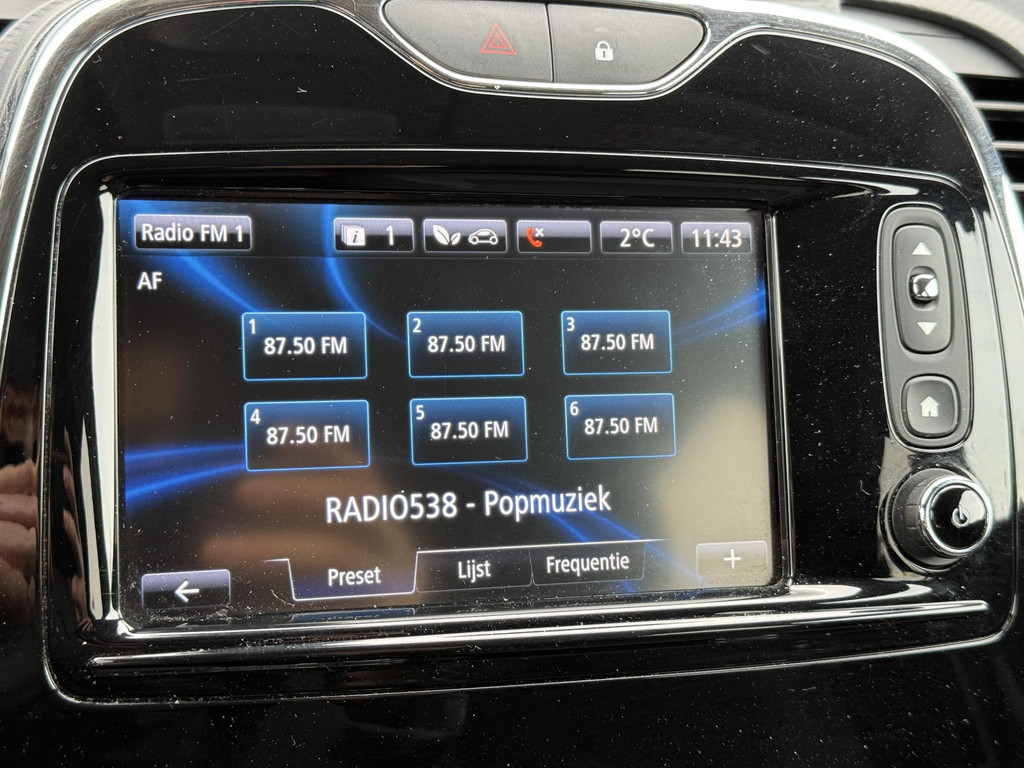 Radio FM 1
1
2°C
11:43
AF
1
87.50 FM
2
87.50 FM
3
87.50 FM
4
87.50 FM
5
87.50 FM
6
87.50 FM
RADIO538 - Popmuziek
Preset
Lijst
Frequentie
+